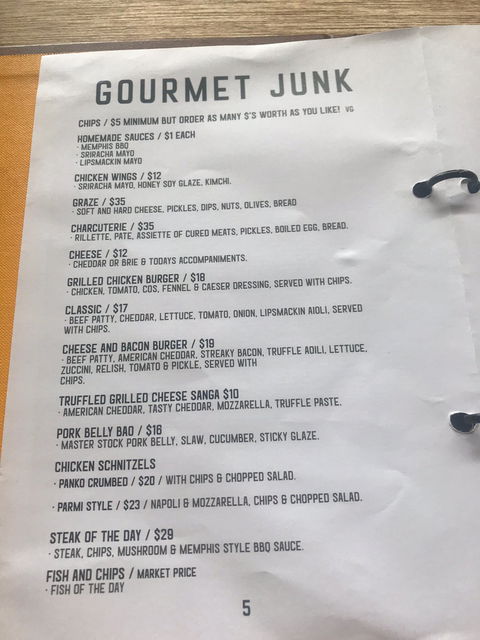 GOURMET JUNK
CHIPS / $5 MINIMUM BUT ORDER AS MANY $'S WORTH AS YOU LIKE! VG
HOMEMADE SAUCES / $1 EACH
· MEMPHIS BBQ
· SRIRACHA MAYO
· LIPSMACKIN MAYO
CHICKEN WINGS / $12
· SRIRACHA MAYO, HONEY SOY GLAZE, KIMCHI.
GRAZE / $35
· SOFT AND HARD CHEESE, PICKLES, DIPS, NUTS, OLIVES, BREAD
CHARCUTERIE / $35
· RILLETTE, PATE, ASSIETTE OF CURED MEATS, PICKLES, BOILED EGG, BREAD.
CHEESE / $12
· CHEDDAR OR BRIE & TODAYS ACCOMPANIMENTS.
GRILLED CHICKEN BURGER / $18
· CHICKEN, TOMATO, COS, FENNEL & CAESER DRESSING, SERVED WITH CHIPS.
CLASSIC / $17
· BEEF PATTY, CHEDDAR, LETTUCE, TOMATO, ONION, LIPSMACKIN AIOLI, SERVED
WITH CHIPS.
CHEESE AND BACON BURGER / $19
· BEEF PATTY, AMERICAN CHEDDAR, STREAKY BACON, TRUFFLE AOILI, LETTUCE,
ZUCCINI, RELISH, TOMATO & PICKLE, SERVED WITH
CHIPS.
TRUFFLED GRILLED CHEESE SANGA $10
· AMERICAN CHEDDAR, TASTY CHEDDAR, MOZZARELLA, TRUFFLE PASTE.
PORK BELLY BAO / $16
· MASTER STOCK PORK BELLY, SLAW, CUCUMBER, STICKY GLAZE.
CHICKEN SCHNITZELS
· PANKO CRUMBED / $20 / WITH CHIPS & CHOPPED SALAD.
· PARMI STYLE / $23 / NAPOLI & MOZZARELLA, CHIPS & CHOPPED SALAD.
STEAK OF THE DAY / $29
· STEAK, CHIPS, MUSHROOM & MEMPHIS STYLE BBQ SAUCE.
FISH AND CHIPS / MARKET PRICE
· FISH OF THE DAY
5